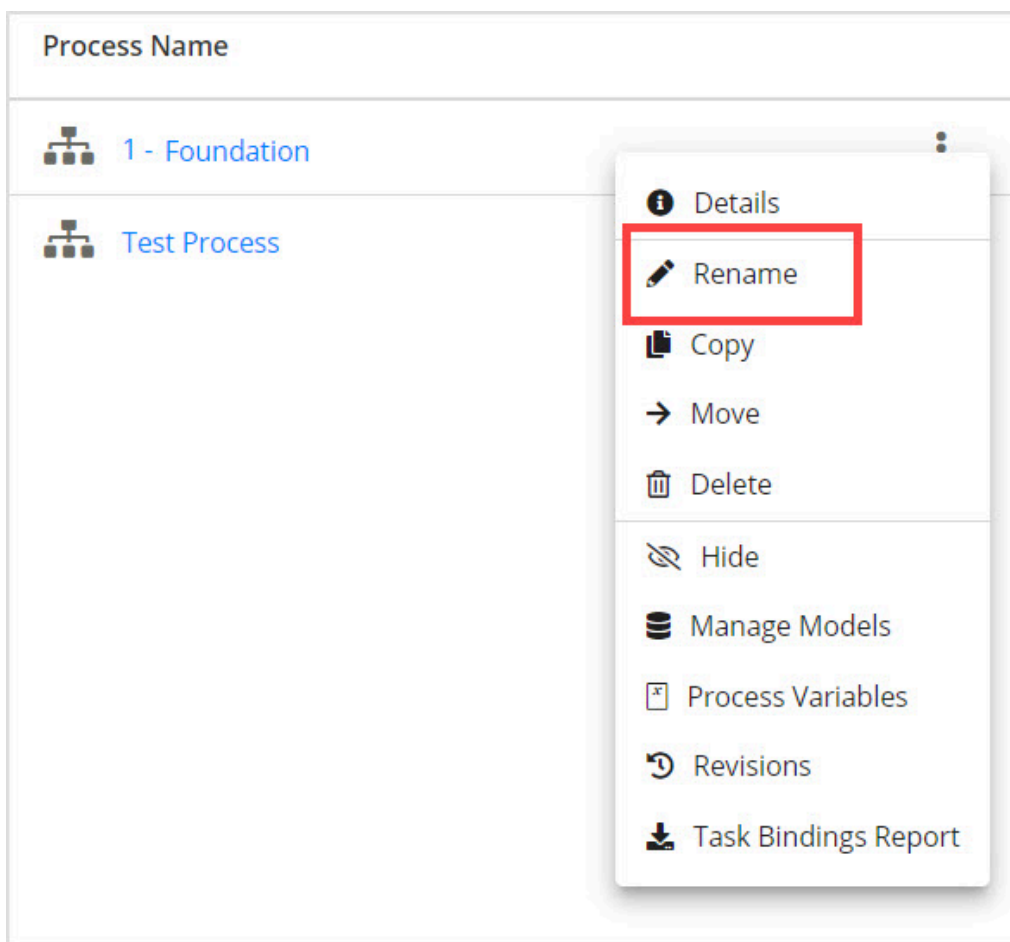 Process Name
1 - Foundation
Details
Test Process
Rename
Copy
Move
Delete
Hide
Manage Models
Process Variables
Revisions
Task Bindings Report